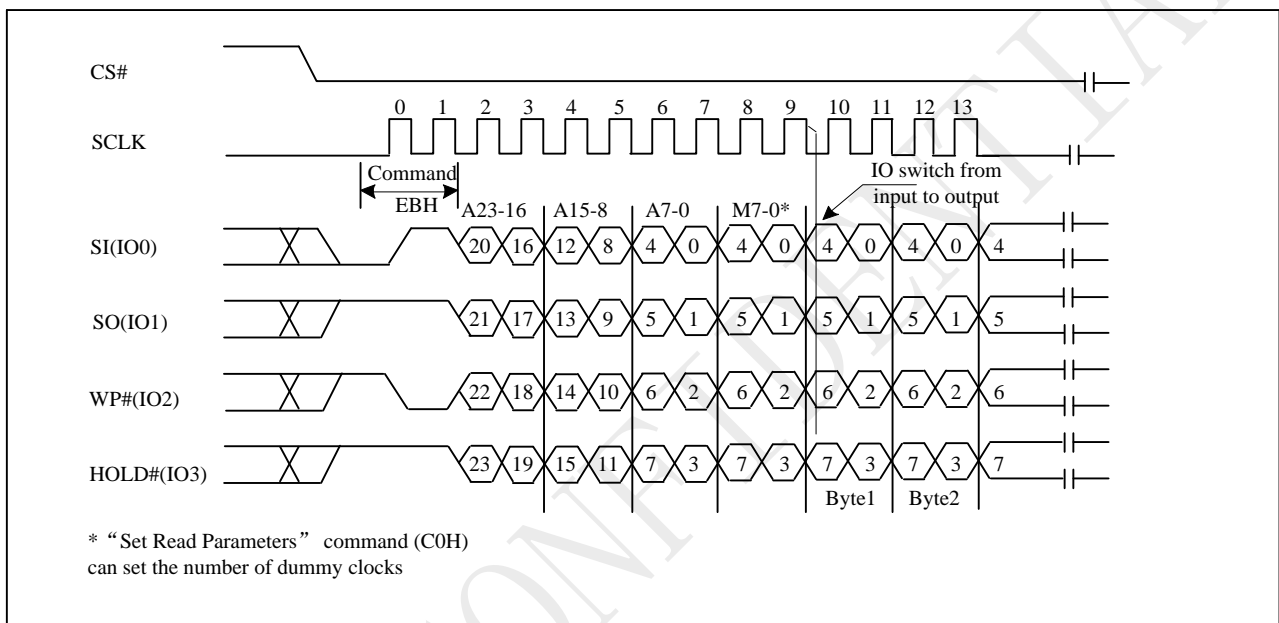 CS#
0 1 2 3 4 5 6 7 8 9 10 11 12 13
SCLK
Command
IO switch from
input to output
EBH
A23-16 A15-8 A7-0 M7-0*
SI(IO0) 20 16 12 8 4 0 4 0 4 0 4 0 4
SO(IO1) 21 17 13 9 5 1 5 1 5 1 5 1 5
WP#(IO2) 22 18 14 10 6 2 6 2 6 2 6 2 6
HOLD#(IO3) 23 19 15 11 7 3 7 3 7 3 7 3 7
Byte1 Byte2
* “Set Read Parameters” command (C0H)
can set the number of dummy clocks